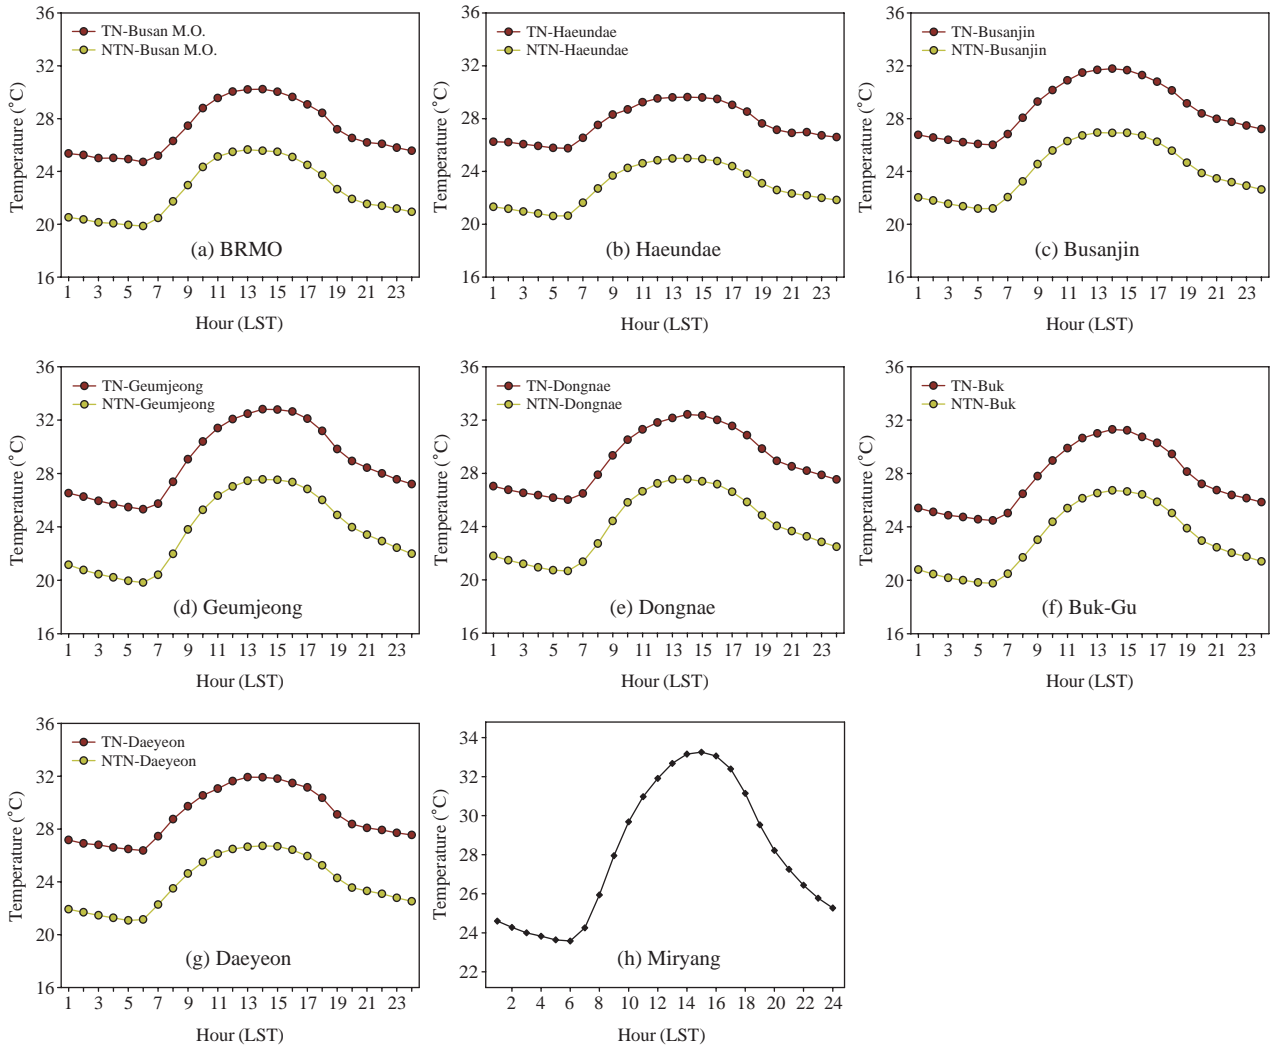 36
32
28
24
20
16
Temperature (°C)
TN-Busan M.O.
NTN-Busan M.O.
(a) BRMO
1 3 5 7 9 11 13 15 17 19 21 23
Hour (LST)
36
32
28
24
20
16
Temperature (°C)
TN-Haeundae
NTN-Haeundae
(b) Haeundae
1 3 5 7 9 11 13 15 17 19 21 23
Hour (LST)
36
32
28
24
20
16
Temperature (°C)
TN-Busanjin
NTN-Busanjin
(c) Busanjin
1 3 5 7 9 11 13 15 17 19 21 23
Hour (LST)
36
32
28
24
20
16
Temperature (°C)
TN-Geumjeong
NTN-Geumjeong
(d) Geumjeong
1 3 5 7 9 11 13 15 17 19 21 23
Hour (LST)
36
32
28
24
20
16
Temperature (°C)
TN-Dongnae
NTN-Dongnae
(e) Dongnae
1 3 5 7 9 11 13 15 17 19 21 23
Hour (LST)
36
32
28
24
20
16
Temperature (°C)
TN-Buk
NTN-Buk
(f) Buk-Gu
1 3 5 7 9 11 13 15 17 19 21 23
Hour (LST)
36
32
28
24
20
16
Temperature (°C)
TN-Daeyeon
NTN-Daeyeon
(g) Daeyeon
1 3 5 7 9 11 13 15 17 19 21 23
Hour (LST)
34
32
30
28
26
24
22
Temperature (°C)
(h) Miryang
2 4 6 8 10 12 14 16 18 20 22 24
Hour (LST)